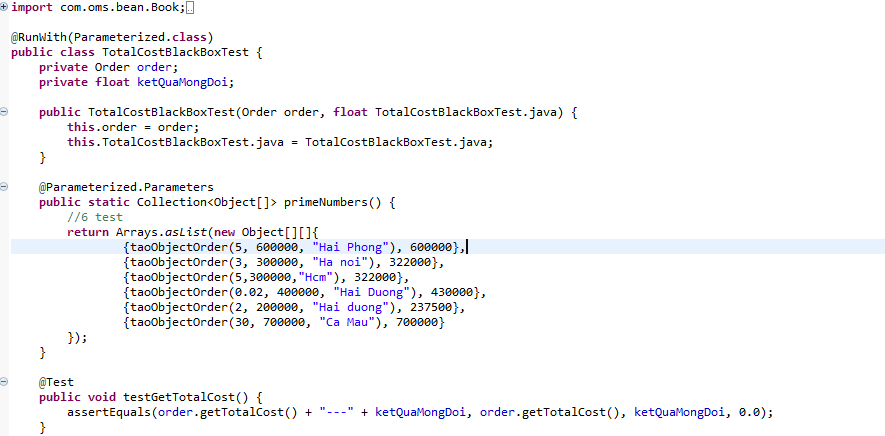 import com.oms.bean.Book;
@RunWith(Parameterized.class)
public class TotalCostBlackBoxTest {
    private Order order;
    private float ketQuaMongDoi;
    public TotalCostBlackBoxTest(Order order, float TotalCostBlackBoxTest.java) {
        this.order = order;
        this.TotalCostBlackBoxTest.java = TotalCostBlackBoxTest.java;
    }
    @Parameterized.Parameters
    public static Collection<Object[]> primeNumbers() {
        //6 test
        return Arrays.asList(new Object[][]{
                {taoObjectOrder(5, 600000, "Hai Phong"), 600000},
                {taoObjectOrder(3, 300000, "Ha noi"), 322000},
                {taoObjectOrder(5,300000,"Hcm"), 322000},
                {taoObjectOrder(0.02, 400000, "Hai Duong"), 430000},
                {taoObjectOrder(2, 200000, "Hai duong"), 237500},
                {taoObjectOrder(30, 700000, "Ca Mau"), 700000}
        });
    }
    @Test
    public void testGetTotalCost() {
        assertEquals(order.getTotalCost() + "---" + ketQuaMongDoi, order.getTotalCost(), ketQuaMongDoi, 0.0);
    }